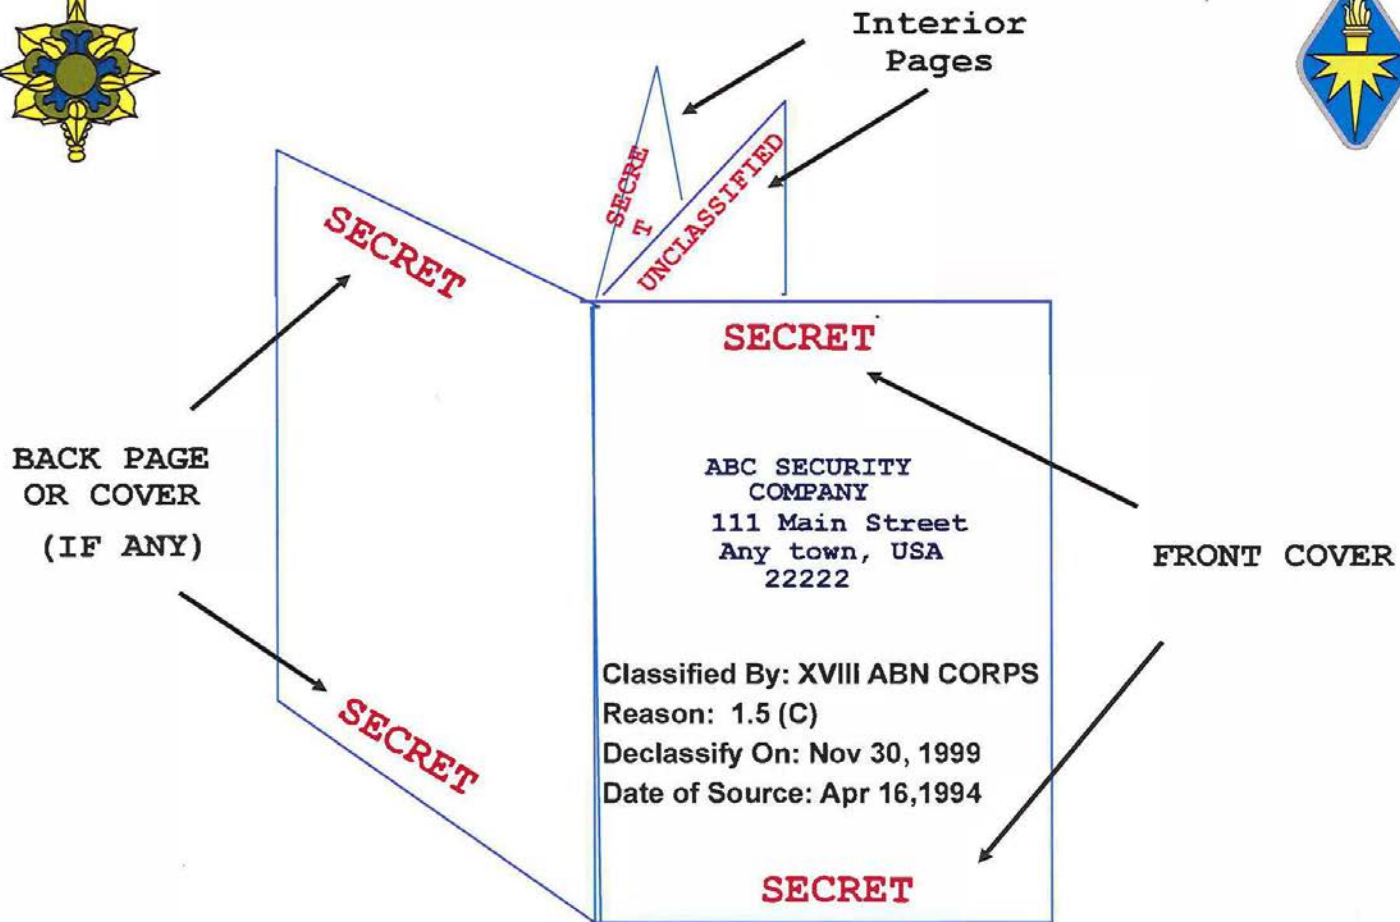 Interior
Pages
SECRE
T
UNCLASSIFIED
SECRET
SECRET
BACK PAGE
OR COVER
(IF ANY)
ABC SECURITY
COMPANY
111 Main Street
Any town, USA
22222
FRONT COVER
Classified By: XVIII ABN CORPS
Reason: 1.5 (C)
Declassify On: Nov 30, 1999
Date of Source: Apr 16,1994
SECRET
SECRET